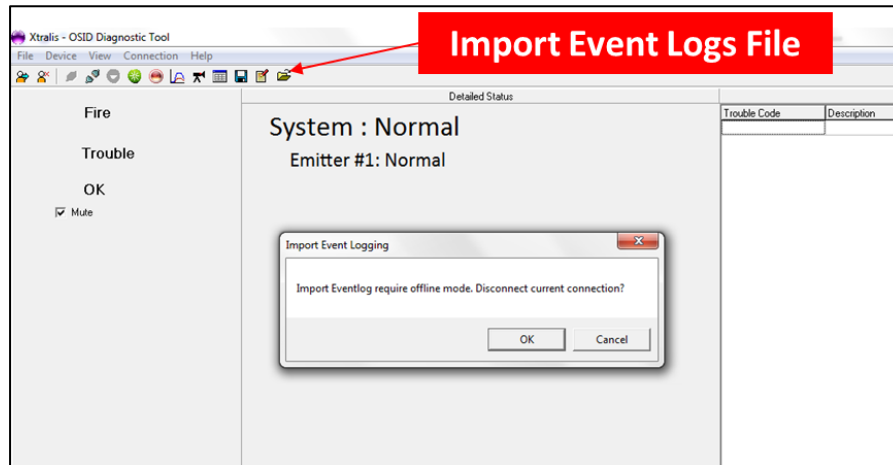 Import Event Logs File
Xtralis - OSID Diagnostic Tool
File Device View Connection Help
Detailed Status
Fire
Trouble
OK
Mute
System : Normal
Emitter #1: Normal
Trouble Code Description
Import Event Logging
Import Eventlog require offline mode. Disconnect current connection?
OK Cancel